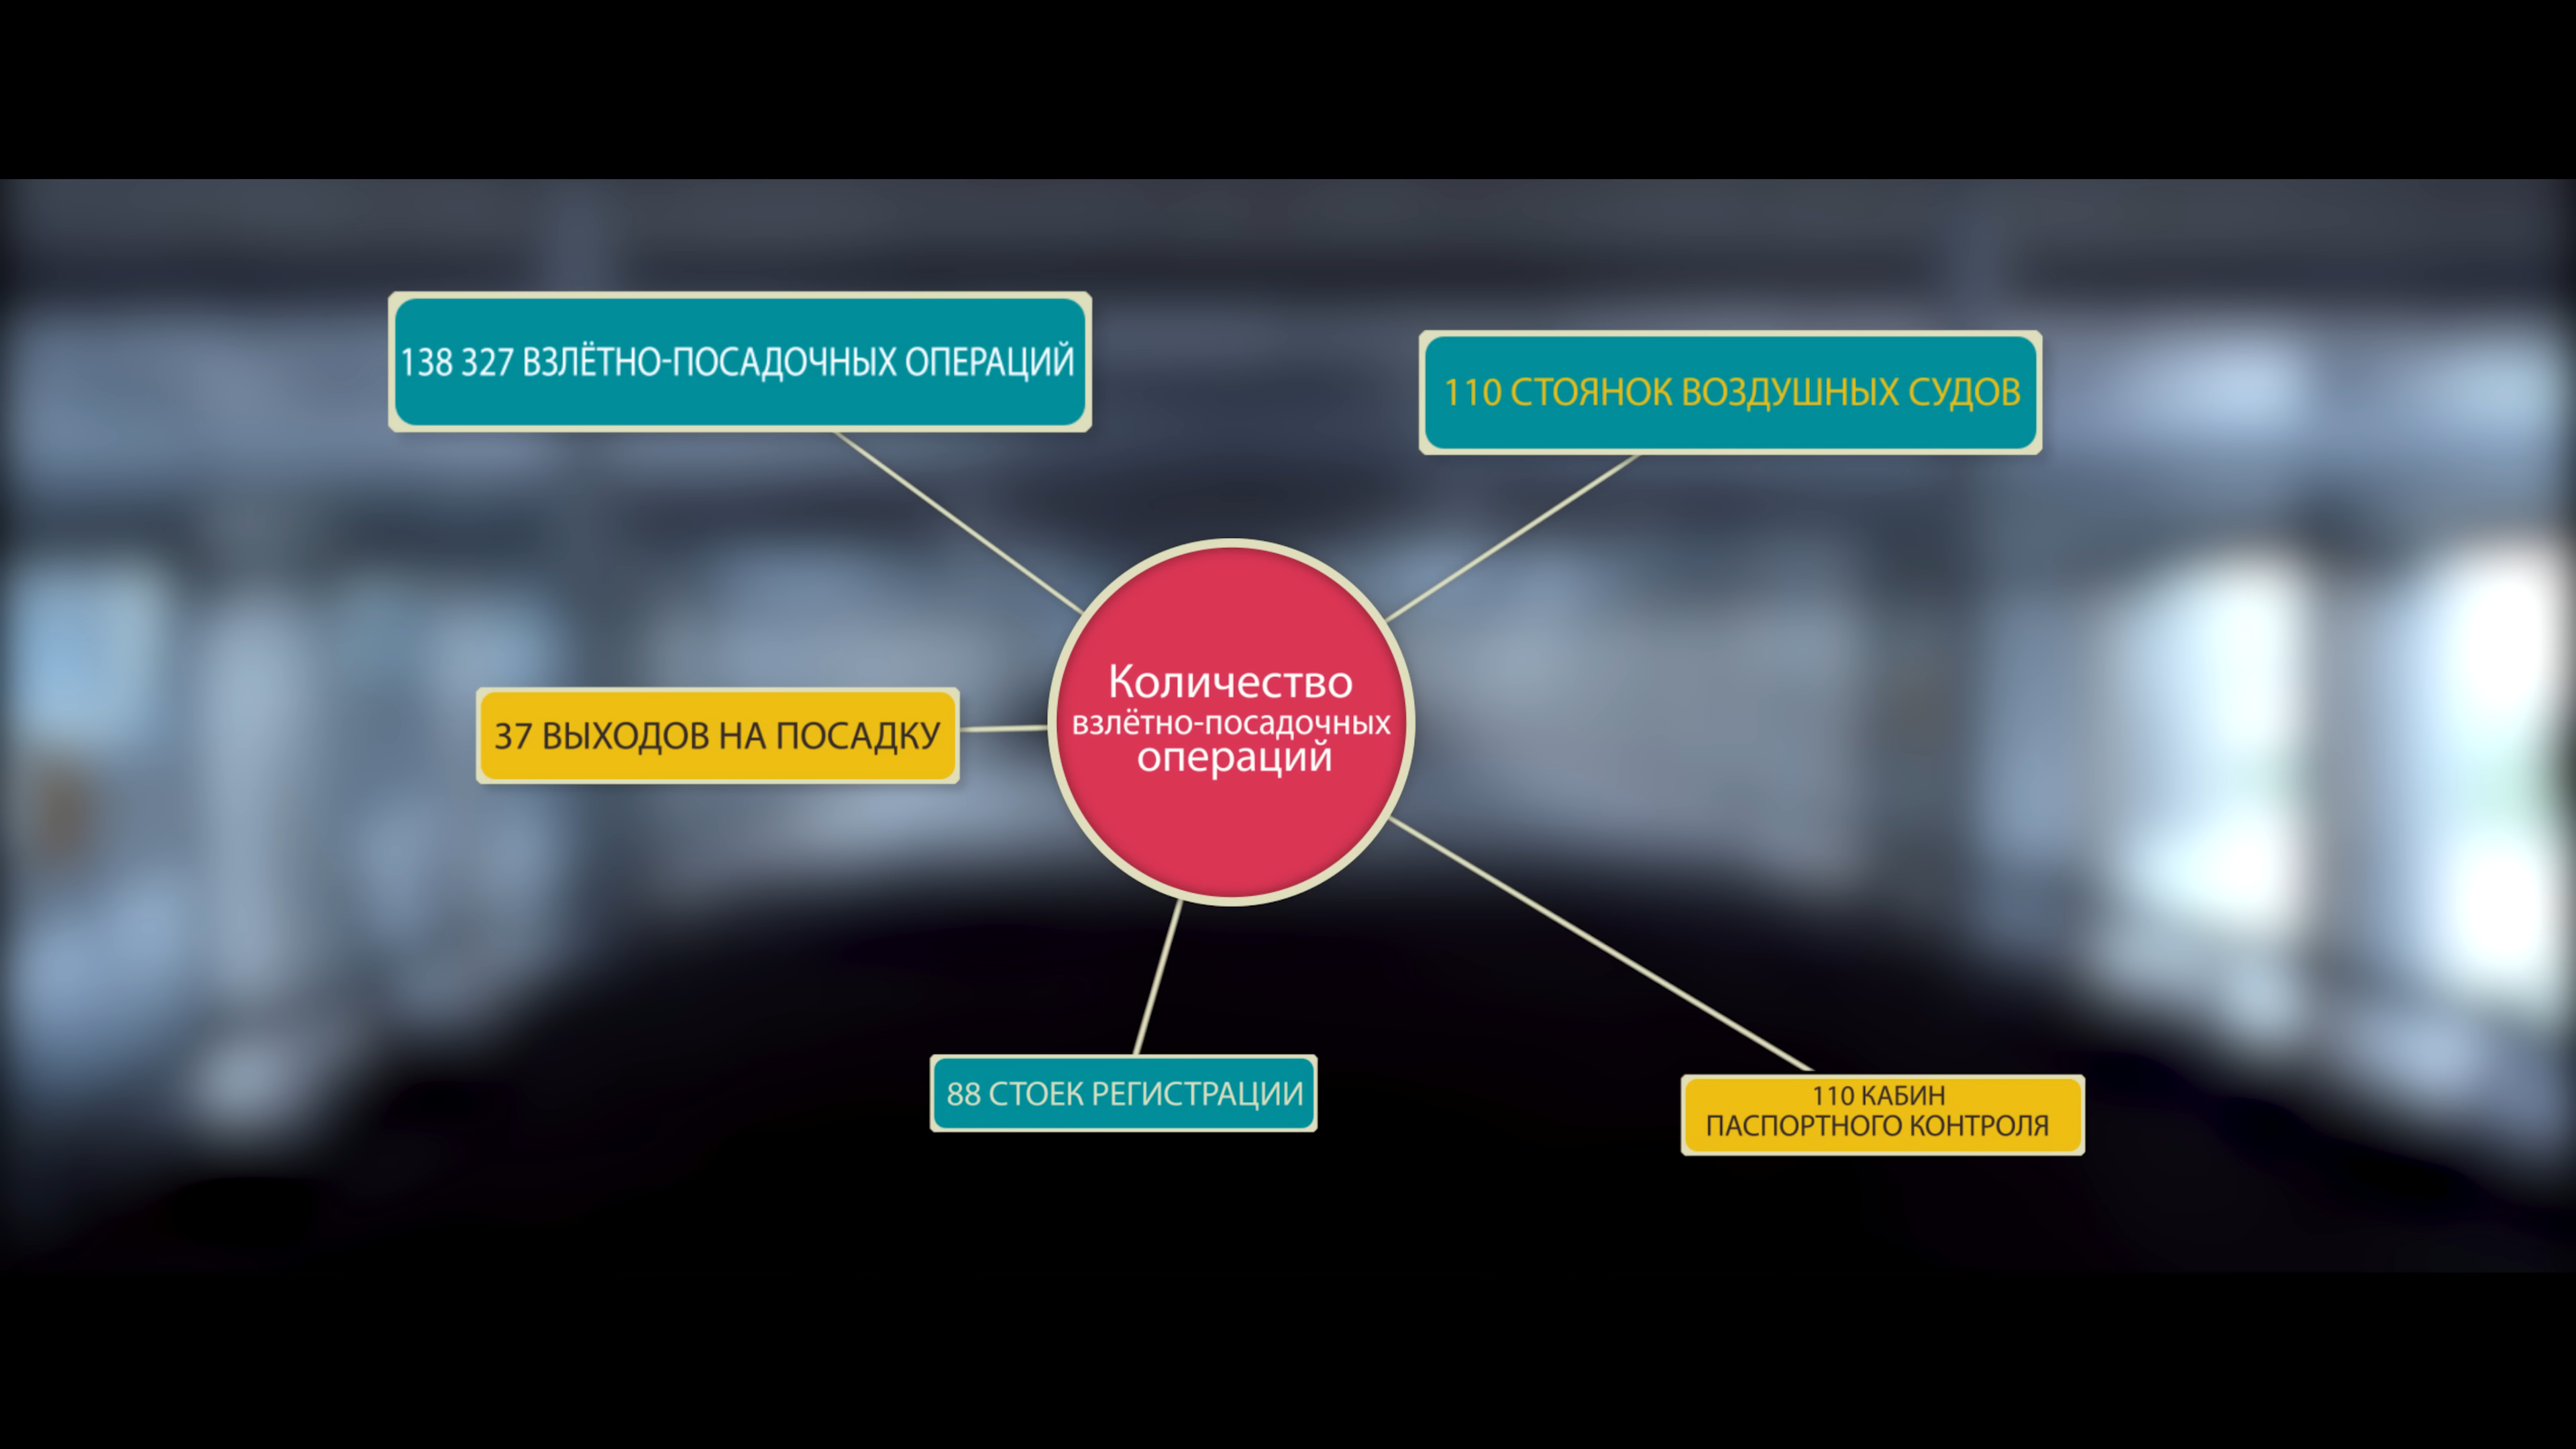 138 327 ВЗЛЁТНО-ПОСАДОЧНЫХ ОПЕРАЦИЙ
110 СТОЯНОК ВОЗДУШНЫХ СУДОВ
Количество
взлётно-посадочных
операций
37 ВЫХОДОВ НА ПОСАДКУ
88 СТОЕК РЕГИСТРАЦИИ
110 КАБИН
ПАСПОРТНОГО КОНТРОЛЯ